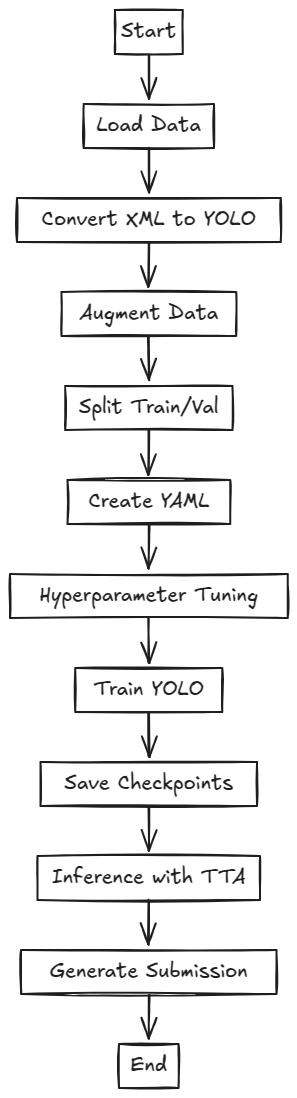 Start
Load Data
Convert XML to YOLO
Augment Data
Split Train/Val
Create YAML
Hyperparameter Tuning
Train YOLO
Save Checkpoints
Inference with TTA
Generate Submission
End